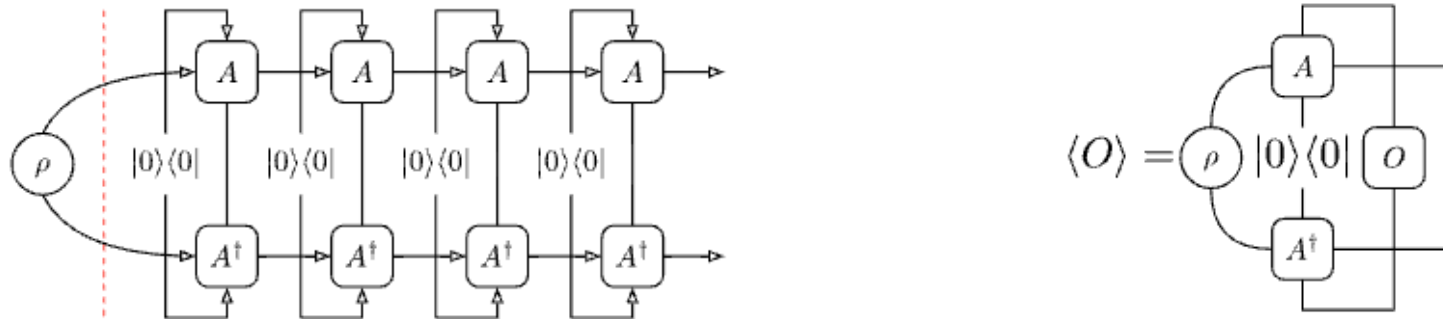 A A A A
ρ |0⟩⟨0| |0⟩⟨0| |0⟩⟨0| |0⟩⟨0|
A† A† A† A†
A
⟨O⟩ = ρ |0⟩⟨0| O
A†